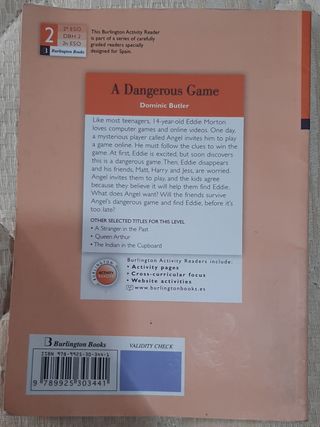 2
2º ESO
DBH 2
2n ESO
Burlington Books
This Burlington Activity Reader
is part of a series of carefully
graded readers specially
designed for Spain.
A Dangerous Game
Dominic Butler
Like most teenagers, 14-year-old Eddie Morton
loves computer games and online videos. One day,
a mysterious player called Angel invites him to play
a game online. He must follow the clues to win the
game. At first, Eddie is excited, but soon discovers
this is a dangerous game. Then, Eddie disappears
and his friends, Matt, Harry and Jess, are worried.
Angel invites them to play, and the kids agree
because they believe it will help them find Eddie.
What does Angel want? Will the friends survive
Angel's dangerous game and find Eddie, before it's
too late?
OTHER SELECTED TITLES FOR THIS LEVEL
• A Stranger in the Past
• Queen Arthur
• The Indian in the Cupboard
BURLINGTON
ACTIVITY
READERS
Burlington Activity Readers include:
• Activity pages
• Cross-curricular focus
• Website activities
www.burlingtonbooks.es
B Burlington Books
VALIDITY CHECK
ISBN 978-9925-30-344-1
9 789925 303441